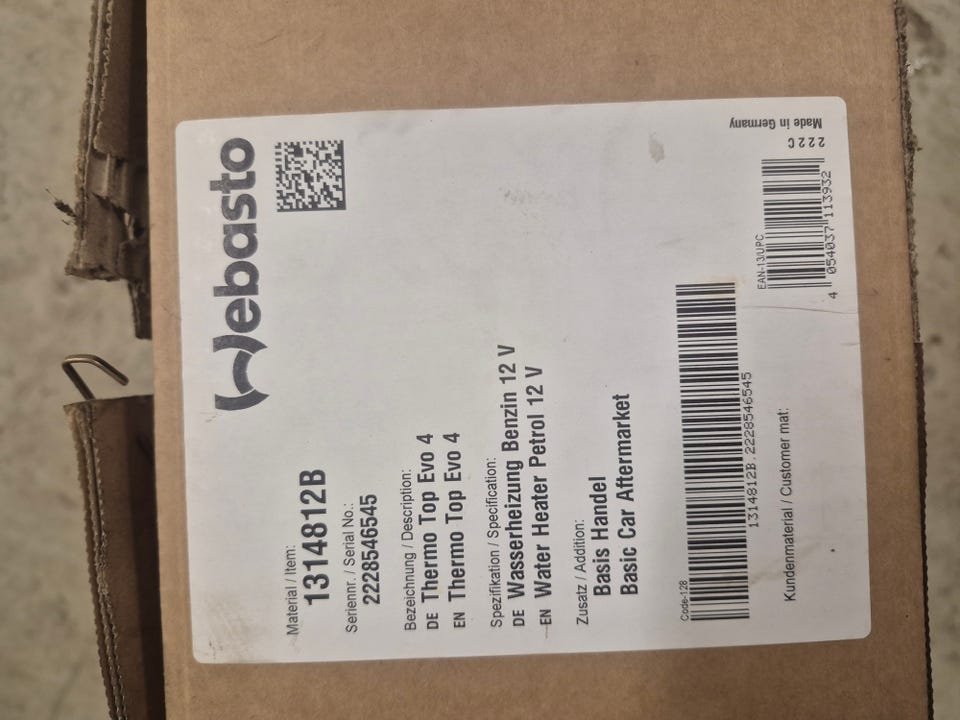 Webasto
Material / Item:
1314812B
Seriennr. / Serial No.:
2228546545
Bezeichnung / Description:
DE Thermo Top Evo 4
EN Thermo Top Evo 4
Spezifikation / Specification:
DE Wasserheizung Benzin 12 V
EN Water Heater Petrol 12 V
Zusatz / Addition:
Basis Handel
Basic Car Aftermarket
Code-128
1314812B.2228546545
EAN-13/UPC
4 054037 113932
Kundenmaterial / Customer mat:
222C
Made in Germany